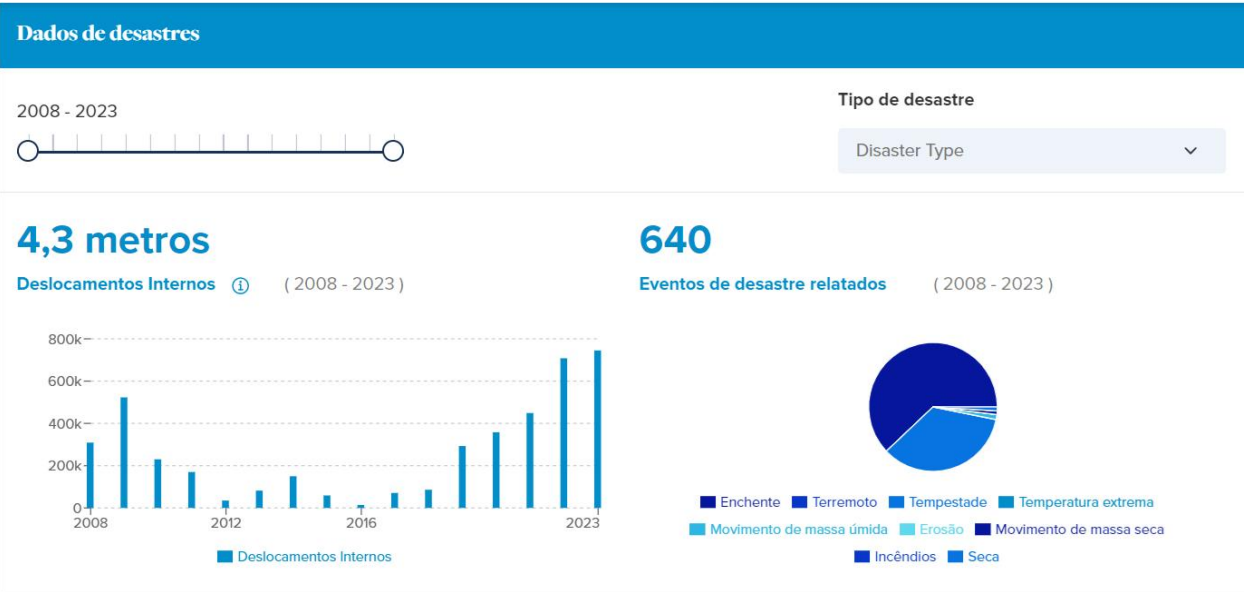 Dados de desastres
2008 - 2023
Tipo de desastre
Disaster Type
4,3 metros
Deslocamentos Internos
( 2008 - 2023 )
640
Eventos de desastre relatados
( 2008 - 2023 )
800k
600k
400k
200k
0
2008 2012 2016 2023
Deslocamentos Internos
Enchente Terremoto Tempestade Temperatura extrema
Movimento de massa úmida Erosão Movimento de massa seca
Incêndios Seca